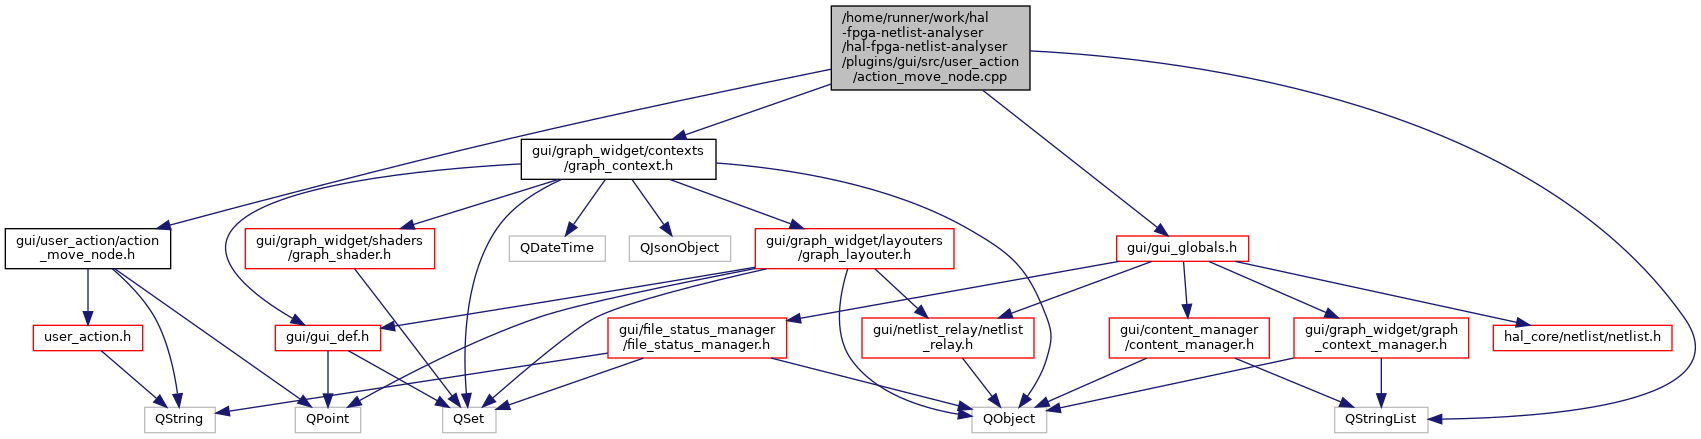 /home/runner/work/hal
-fpga-netlist-analyser
/hal-fpga-netlist-analyser
/plugins/gui/src/user_action
/action_move_node.cpp
gui/graph_widget/contexts
/graph_context.h
gui/user_action/action
_move_node.h
gui/graph_widget/shaders
/graph_shader.h
QDateTime
QJsonObject
gui/graph_widget/layouters
/graph_layouter.h
gui/gui_globals.h
user_action.h
gui/gui_def.h
gui/file_status_manager
/file_status_manager.h
gui/netlist_relay/netlist
_relay.h
gui/content_manager
/content_manager.h
gui/graph_widget/graph
_context_manager.h
hal_core/netlist/netlist.h
QString
QPoint
QSet
QObject
QStringList